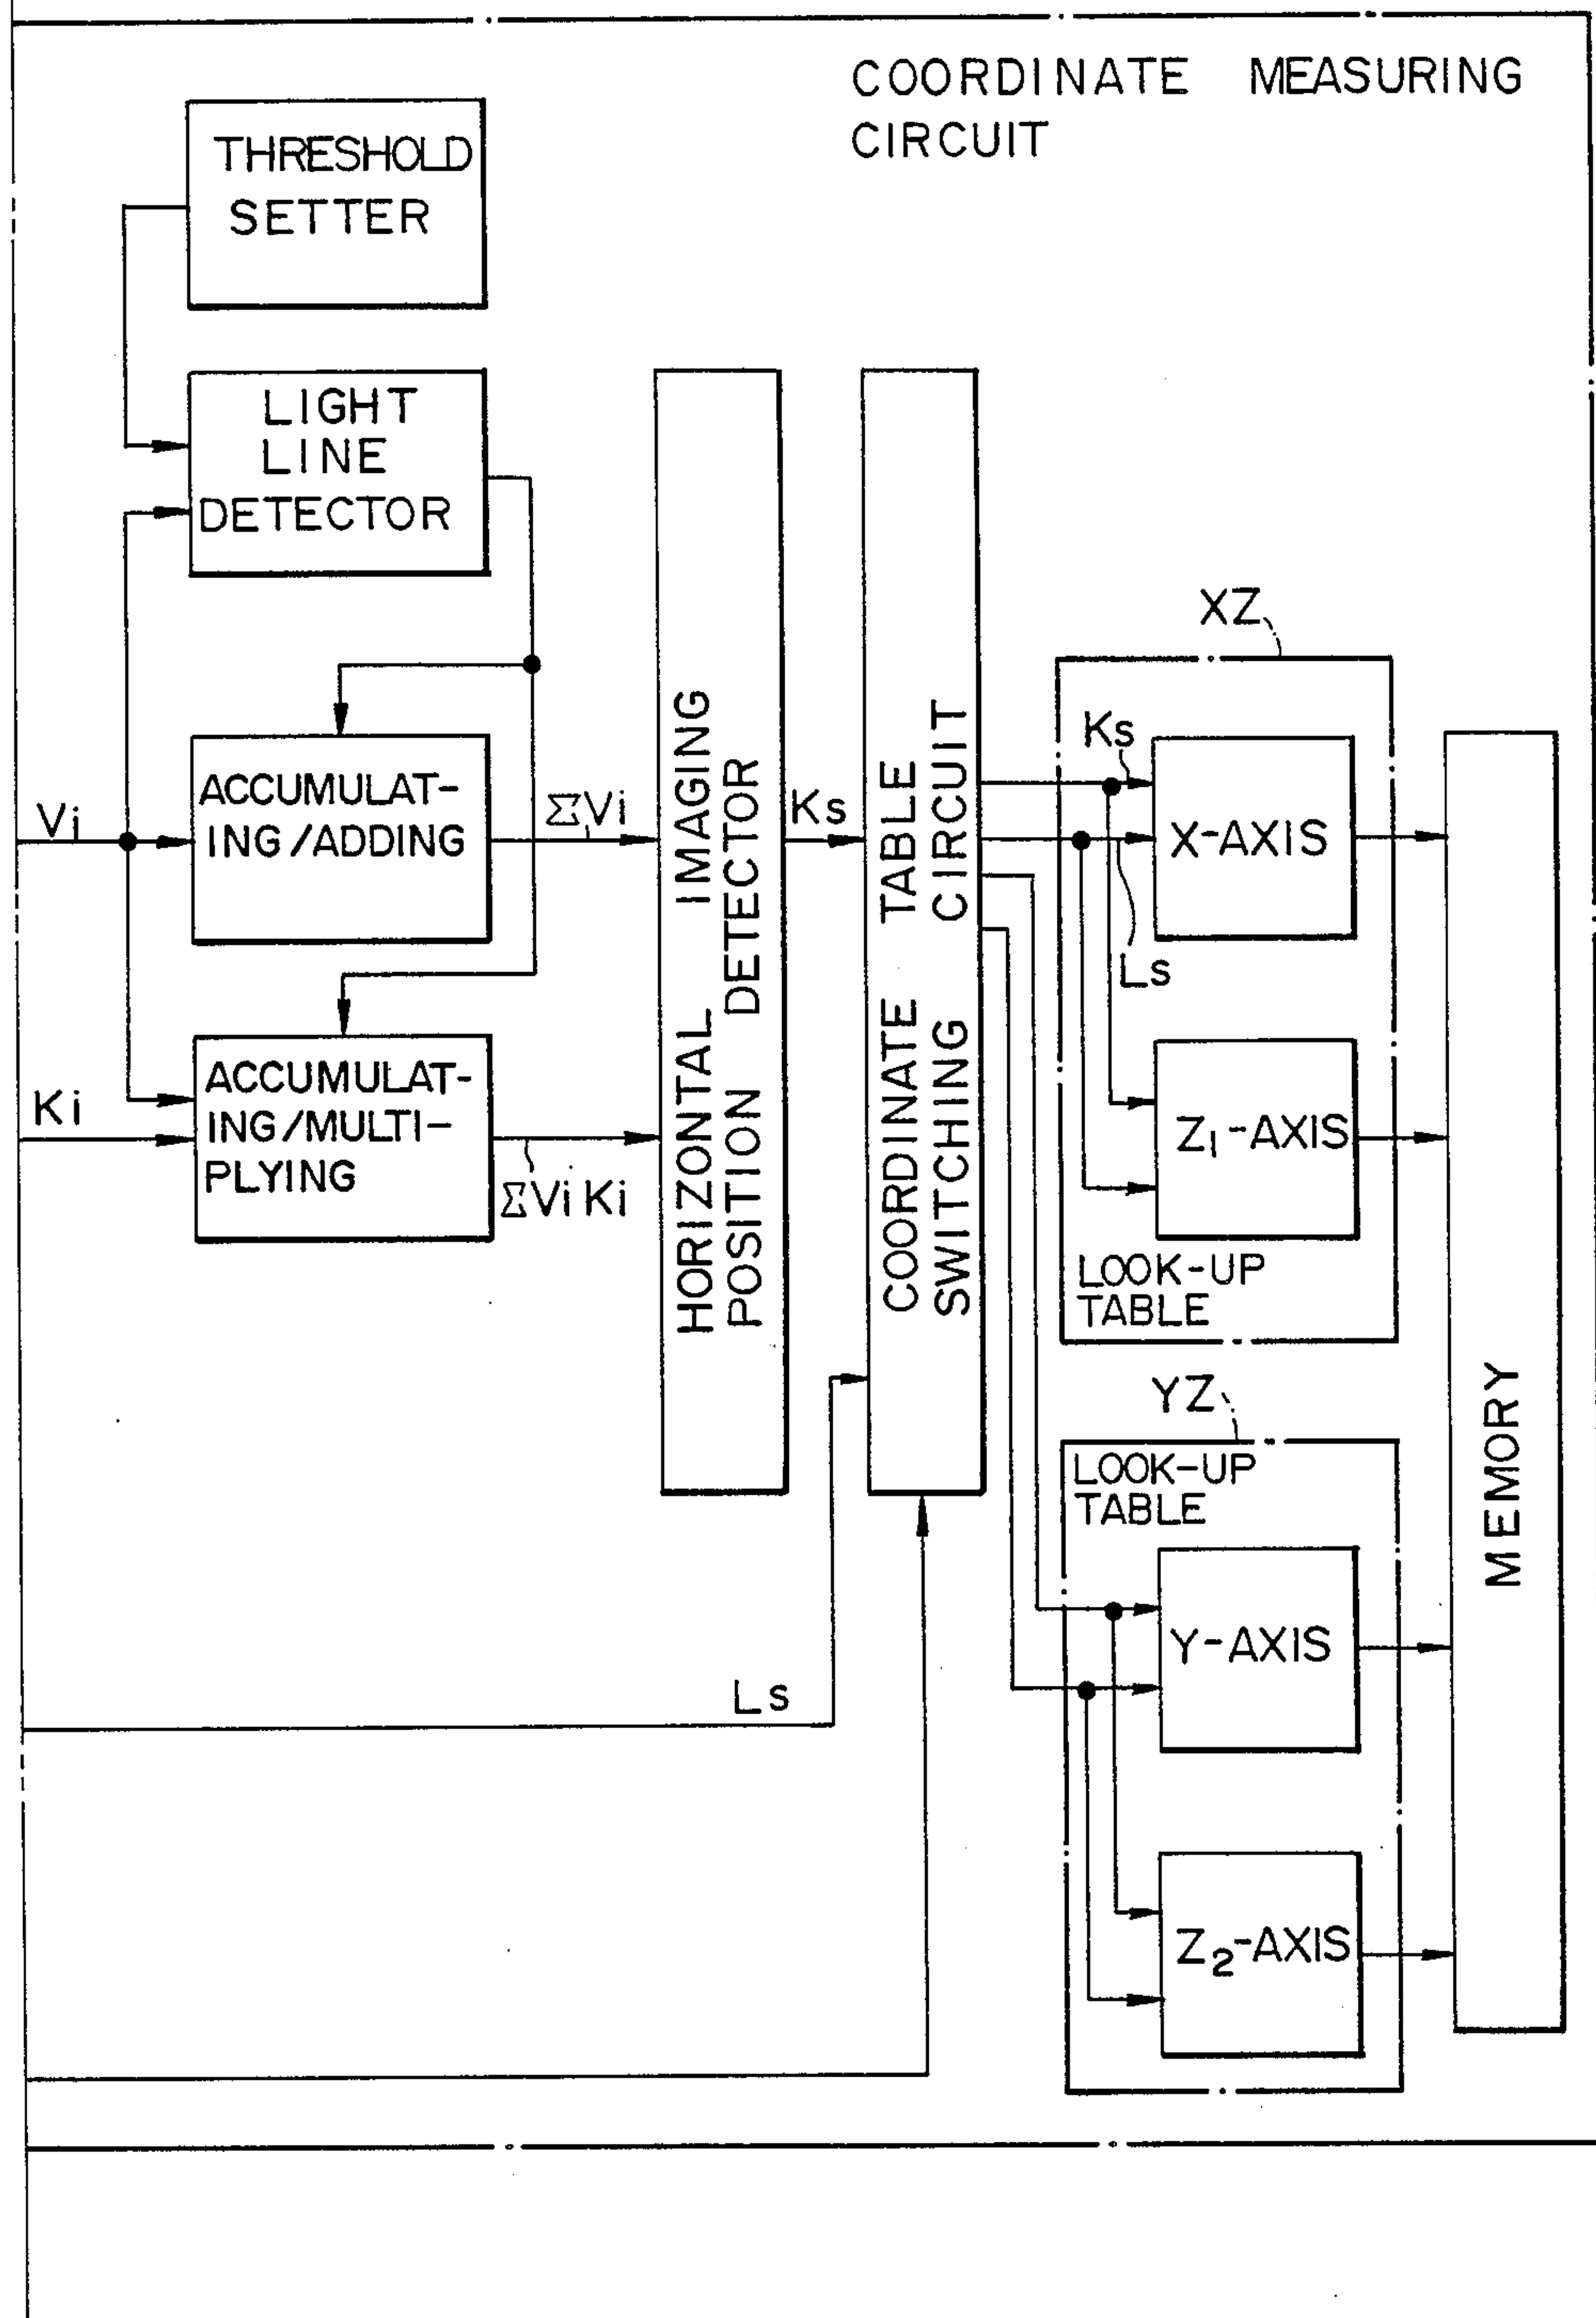 COORDINATE MEASURING
CIRCUIT
THRESHOLD
SETTER
LIGHT
LINE
DETECTOR
XZ
Vi
ACCUMULAT-
ING/ADDING
ΣVi
Ki
ACCUMULAT-
ING/MULTI-
PLYING
ΣViKi
HORIZONTAL IMAGING
POSITION DETECTOR
Ks
COORDINATE TABLE
SWITCHING CIRCUIT
Ks
X-AXIS
Ls
Z1-AXIS
LOOK-UP
TABLE
YZ
LOOK-UP
TABLE
Y-AXIS
Z2-AXIS
MEMORY
Ls